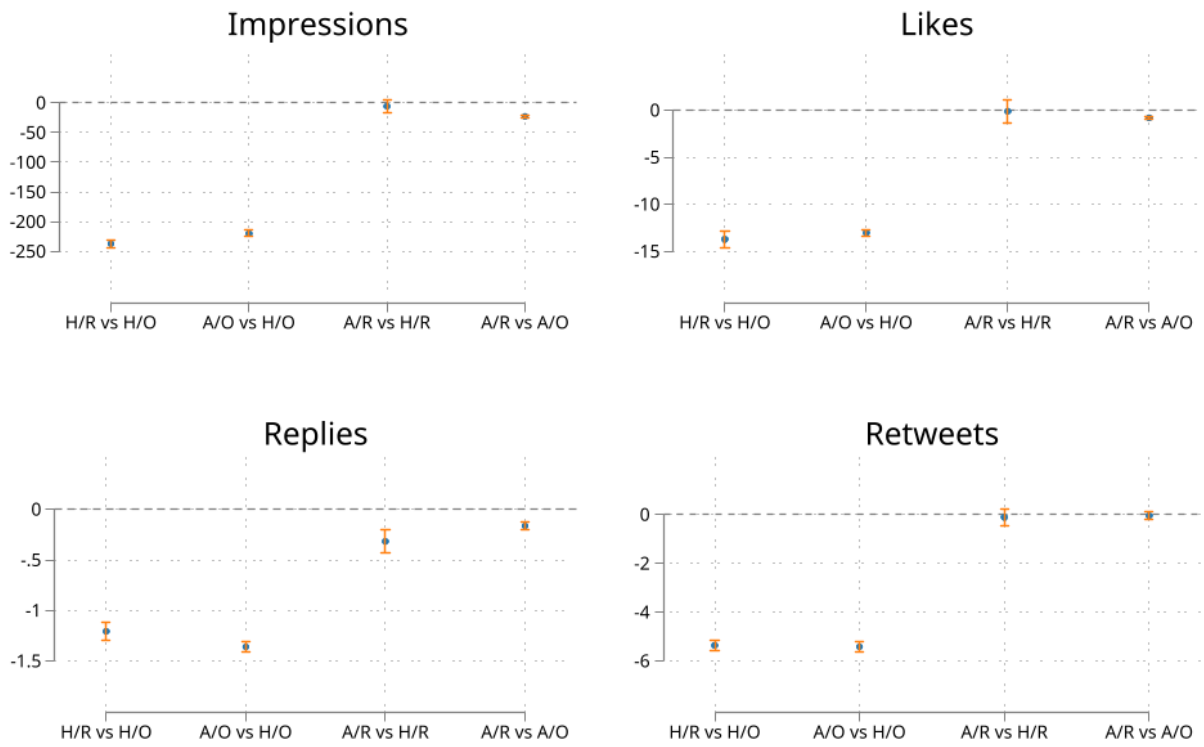 Impressions
0
-50
-100
-150
-200
-250
H/R vs H/O A/O vs H/O A/R vs H/R A/R vs A/O
Likes
0
-5
-10
-15
H/R vs H/O A/O vs H/O A/R vs H/R A/R vs A/O
Replies
0
-.5
-1
-1.5
H/R vs H/O A/O vs H/O A/R vs H/R A/R vs A/O
Retweets
0
-2
-4
-6
H/R vs H/O A/O vs H/O A/R vs H/R A/R vs A/O